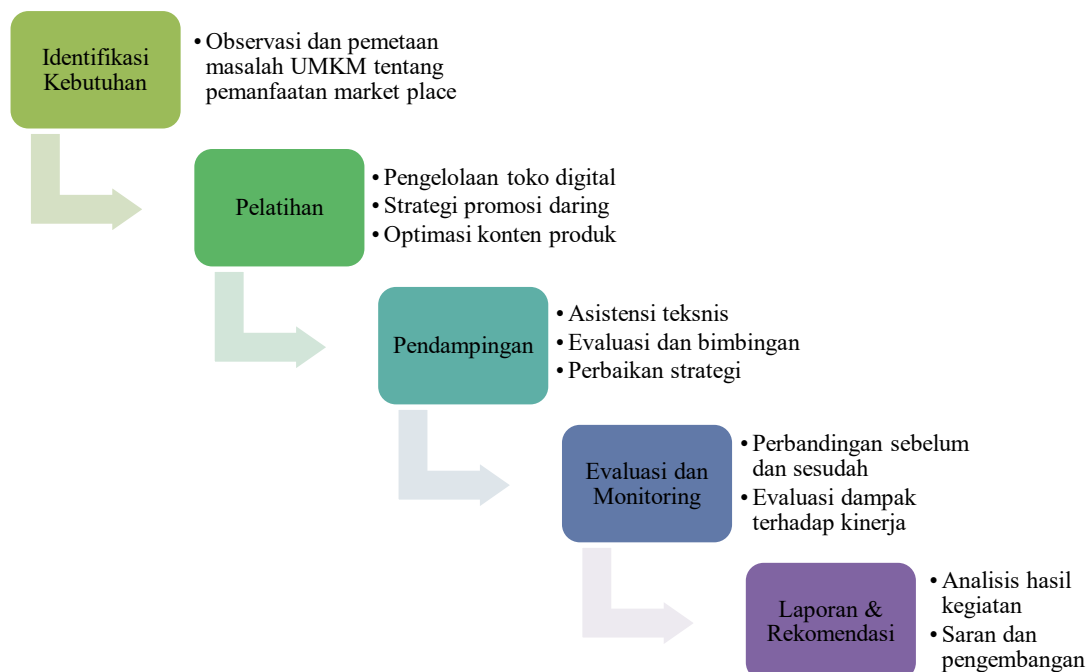 Identifikasi
Kebutuhan
• Observasi dan pemetaan
masalah UMKM tentang
pemanfaatan market place
Pelatihan
• Pengelolaan toko digital
• Strategi promosi daring
• Optimasi konten produk
Pendampingan
• Asistensi teksnis
• Evaluasi dan bimbingan
• Perbaikan strategi
Evaluasi dan
Monitoring
• Perbandingan sebelum
dan sesudah
• Evaluasi dampak
terhadap kinerja
Laporan &
Rekomendasi
• Analisis hasil
kegiatan
• Saran dan
pengembangan